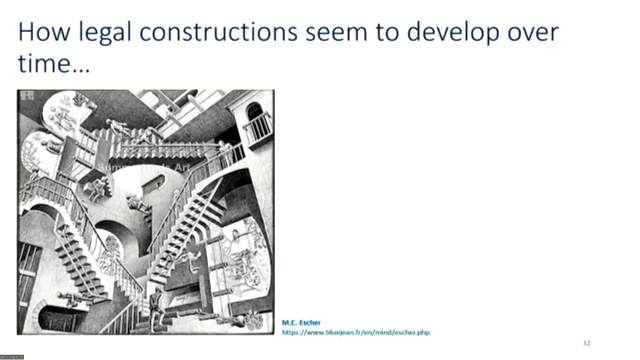 How legal constructions seem to develop over
time...
M.C. Escher
https://www.bluejean.fr/en/mind/escher.php
32